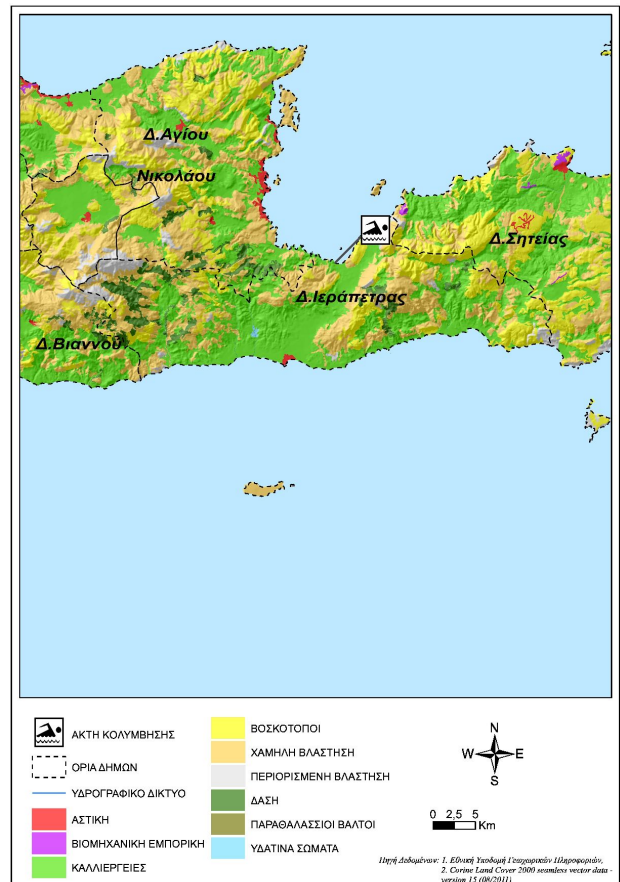 Δ.Αγίου
Νικολάου
Δ.Σητείας
Δ.Ιεράπετρας
Δ.Βιαννού
ΑΚΤΗ ΚΟΛΥΜΒΗΣΗΣ
ΟΡΙΑ ΔΗΜΩΝ
ΥΔΡΟΓΡΑΦΙΚΟ ΔΙΚΤΥΟ
ΑΣΤΙΚΗ
ΒΙΟΜΗΧΑΝΙΚΗ ΕΜΠΟΡΙΚΗ
ΚΑΛΛΙΕΡΓΕΙΕΣ
ΒΟΣΚΟΤΟΠΟΙ
ΧΑΜΗΛΗ ΒΛΑΣΤΗΣΗ
ΠΕΡΙΟΡΙΣΜΕΝΗ ΒΛΑΣΤΗΣΗ
ΔΑΣΗ
ΠΑΡΑΘΑΛΑΣΣΙΟΙ ΒΑΛΤΟΙ
ΥΔΑΤΙΝΑ ΣΩΜΑΤΑ
N
W E
S
0 2,5 5
Km
Πηγή Δεδομένων: 1. Εθνική Υποδομή Γεωχωρικών Πληροφοριών,
2. Corine Land Cover 2000 seamless vector data -
version 15 (08/2011)